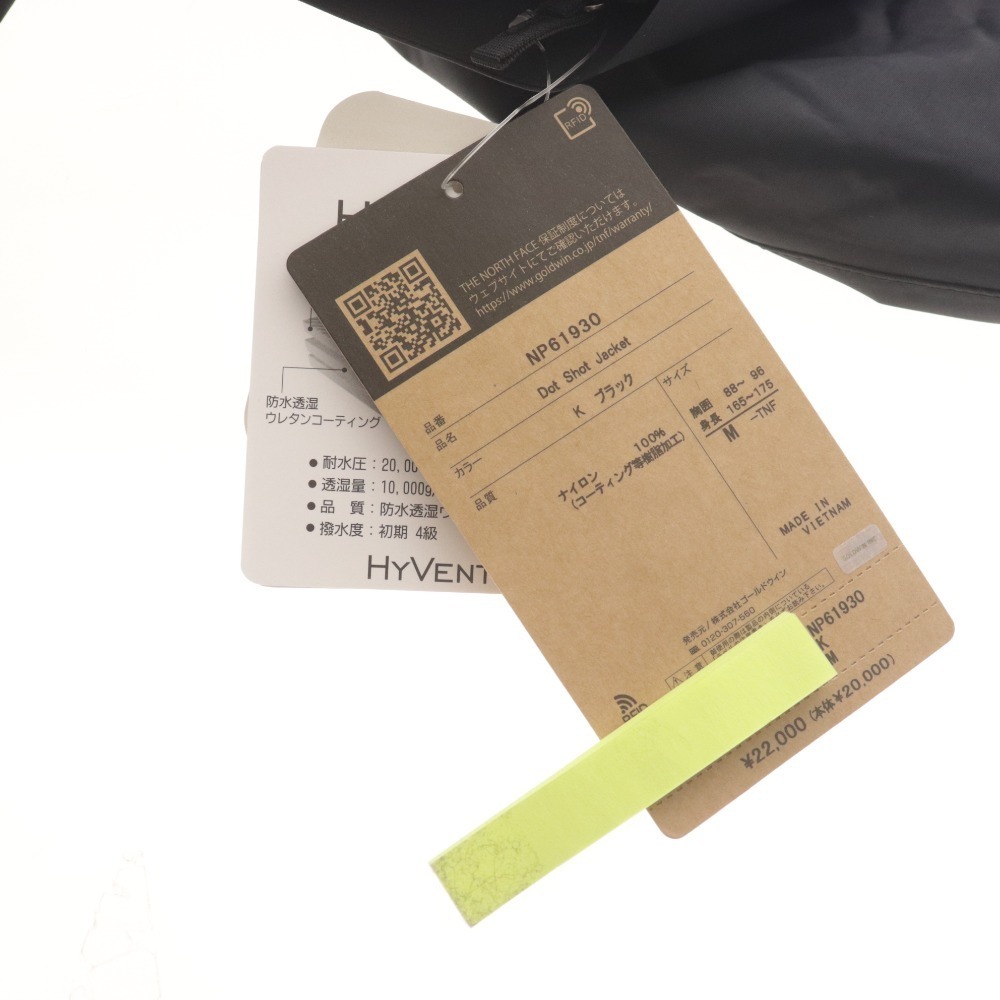 RFID
THE NORTH FACE 保証制度については
ウェブサイトにてご確認いただけます。
https://www.goldwin.co.jp/tnf/warranty/
品番 NP61930
品名 Dot Shot Jacket
カラー K ブラック
サイズ
胸囲 88~ 96
身長 165~175
M -TNF
品質 ナイロン 100%
(コーティング等樹脂加工)
MADE IN
VIETNAM
発売元/株式会社ゴールドウイン
0120-307-560
注意
RFID
NP61930
K
M
¥22,000 (本体¥20,000)
防水透湿
ウレタンコーティング
●耐水圧:20,00
●透湿量:10,000g
●品 質:防水透湿
●撥水度:初期 4級
HYVENT